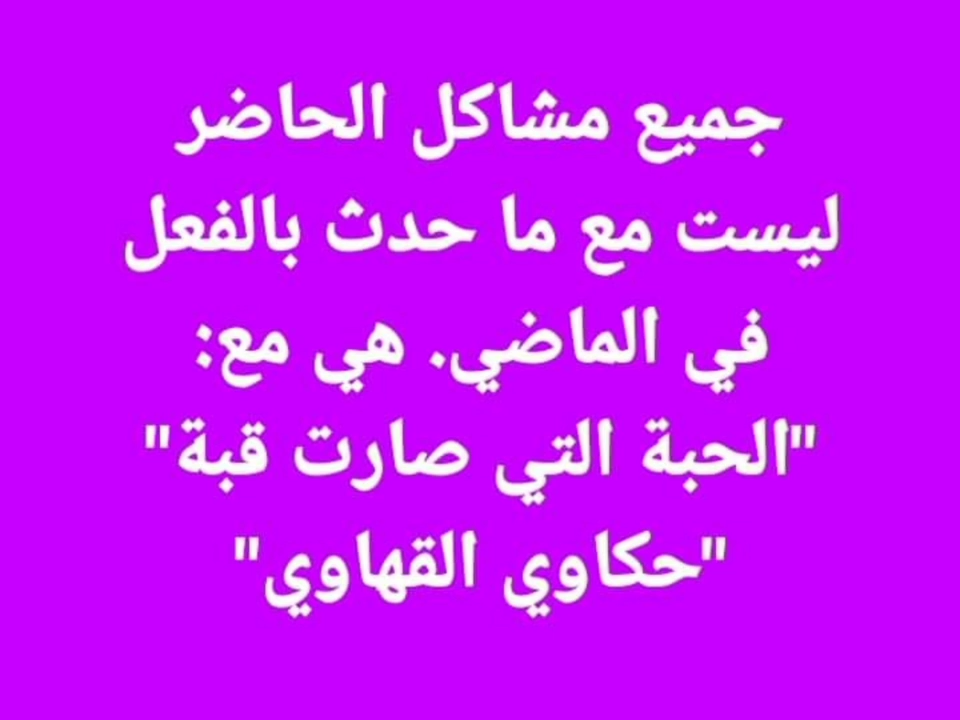 جميع مشاكل الحاضر
ليست مع ما حدث بالفعل
في الماضي. هي مع:
"الحبة التي صارت قبة"
"حكاوي القهاوي"